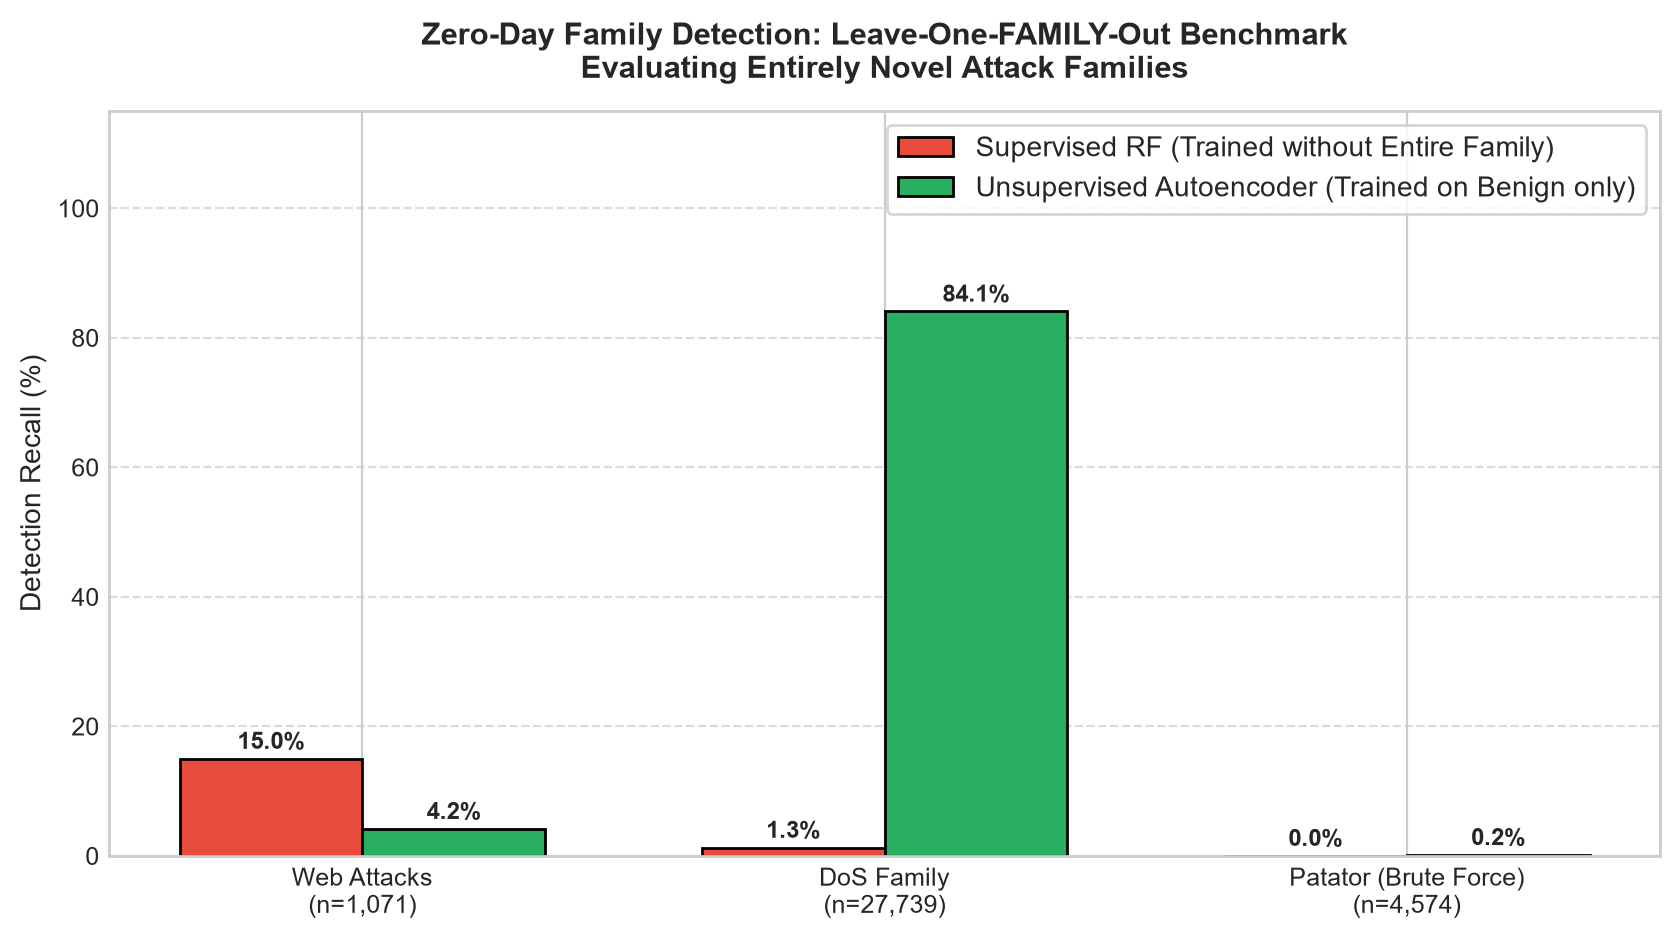 Zero-Day Family Detection: Leave-One-FAMILY-Out Benchmark
Evaluating Entirely Novel Attack Families
Supervised RF (Trained without Entire Family)
Unsupervised Autoencoder (Trained on Benign only)
Detection Recall (%)
100
80
60
40
20
0
15.0%
4.2%
1.3%
84.1%
0.0%
0.2%
Web Attacks
(n=1,071)
DoS Family
(n=27,739)
Patator (Brute Force)
(n=4,574)